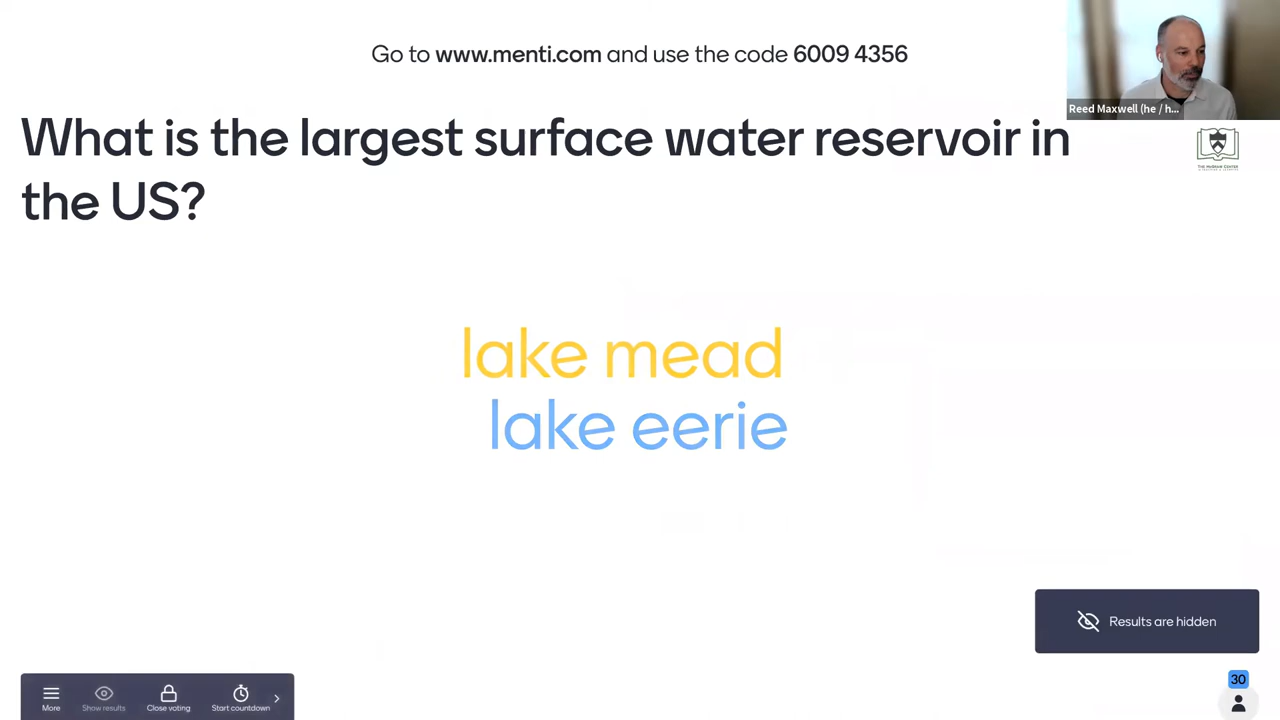 Go to www.menti.com and use the code 6009 4356
Reed Maxwell (he / h...
What is the largest surface water reservoir in
the US?
lake mead
lake eerie
Results are hidden
30
More
Show results
Close voting
Start countdown